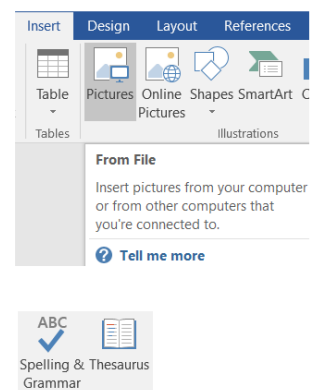 Insert Design Layout References
Table Pictures Online Pictures Shapes SmartArt
Tables Illustrations
From File
Insert pictures from your computer
or from other computers that
you're connected to.
? Tell me more
ABC
Spelling & Grammar Thesaurus